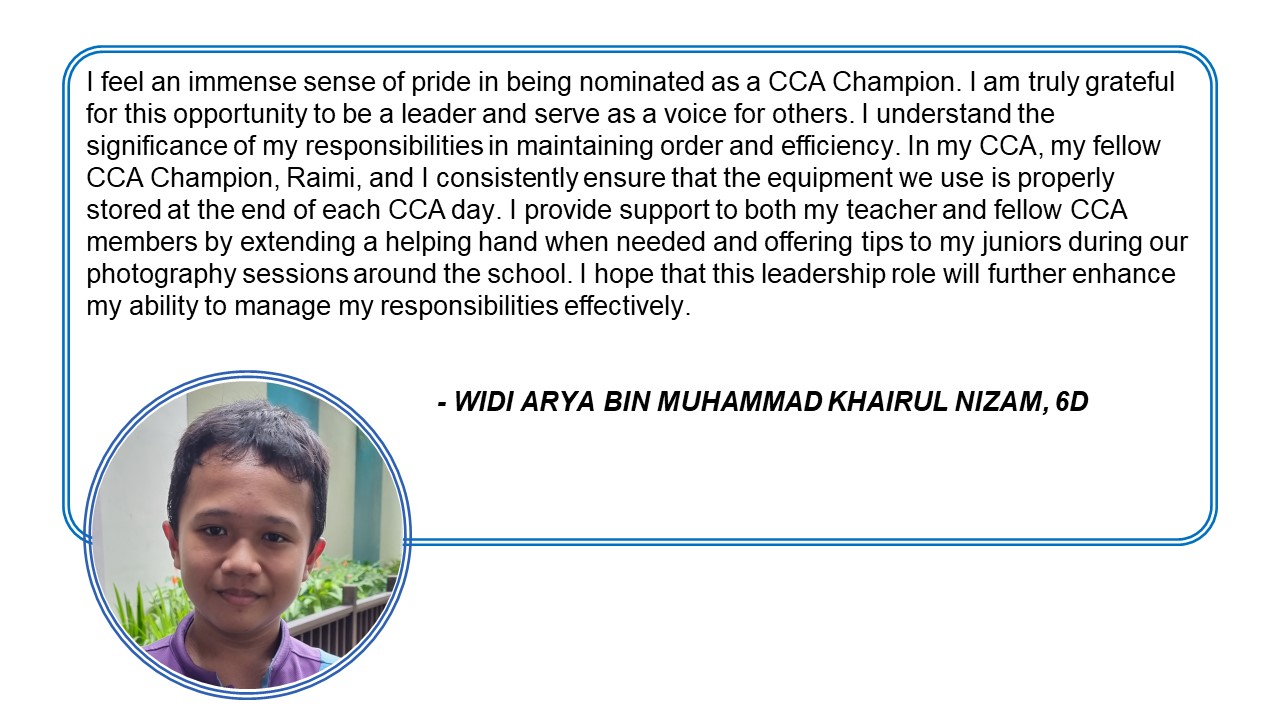 I feel an immense sense of pride in being nominated as a CCA Champion. I am truly grateful
for this opportunity to be a leader and serve as a voice for others. I understand the
significance of my responsibilities in maintaining order and efficiency. In my CCA, my fellow
CCA Champion, Raimi, and I consistently ensure that the equipment we use is properly
stored at the end of each CCA day. I provide support to both my teacher and fellow CCA
members by extending a helping hand when needed and offering tips to my juniors during our
photography sessions around the school. I hope that this leadership role will further enhance
my ability to manage my responsibilities effectively.
- WIDI ARYA BIN MUHAMMAD KHAIRUL NIZAM, 6D